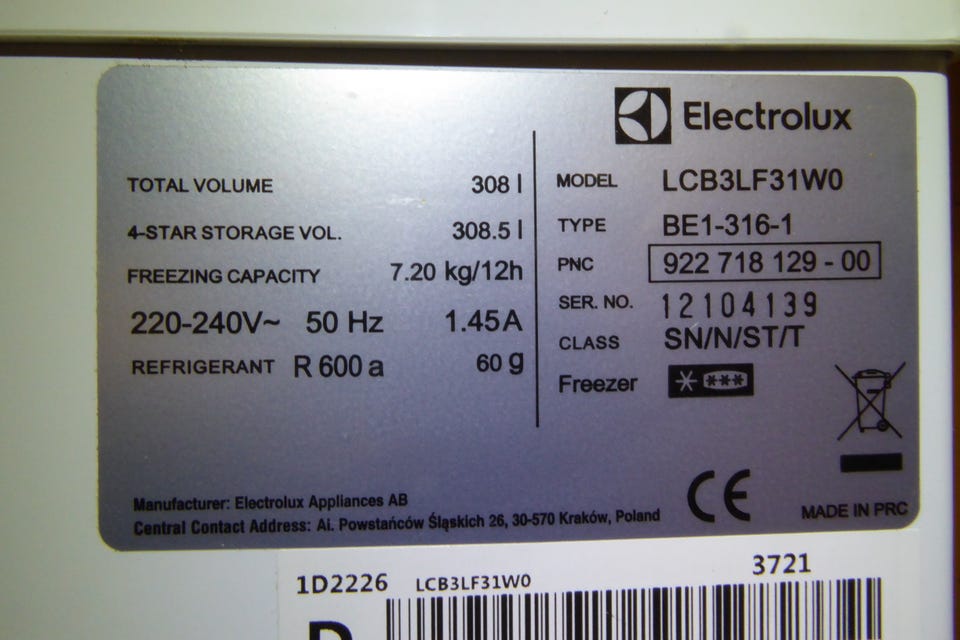 Electrolux
TOTAL VOLUME 308 l
4-STAR STORAGE VOL. 308.5 l
FREEZING CAPACITY 7.20 kg/12h
220-240V~ 50 Hz 1.45A
REFRIGERANT R 600 a 60 g
MODEL LCB3LF31W0
TYPE BE1-316-1
PNC 922 718 129 - 00
SER. NO. 12104139
CLASS SN/N/ST/T
Freezer
Manufacturer: Electrolux Appliances AB
Central Contact Address: Al. Powstańców Śląskich 26, 30-570 Kraków, Poland
CE
MADE IN PRC
1D2226 LCB3LF31W0 3721